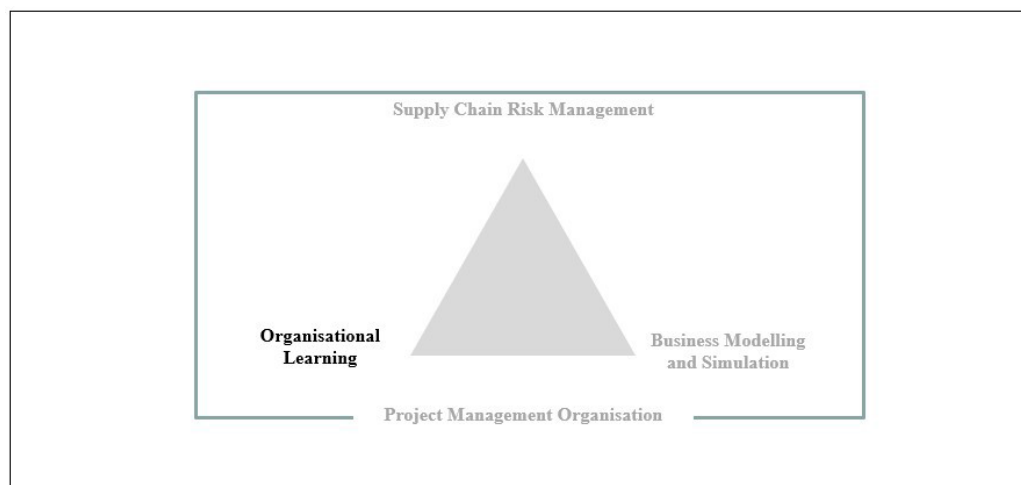 Supply Chain Risk Management
Organisational
Learning
Business Modelling
and Simulation
Project Management Organisation